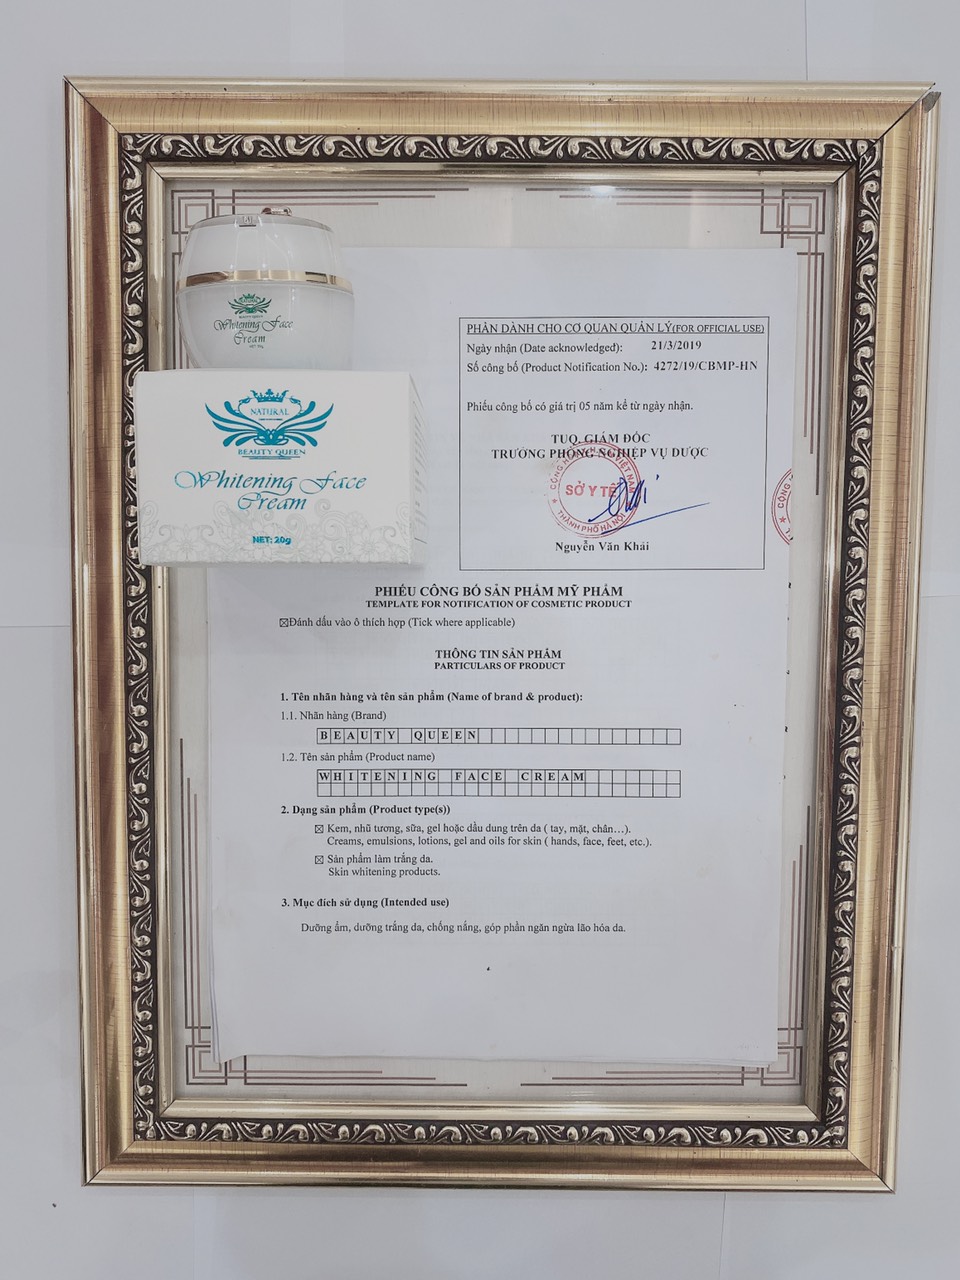 NATURAL
BEAUTY QUEEN
Whitening Face
Cream
NATURAL
BEAUTY QUEEN
Whitening Face
Cream
NET: 20g
PHẦN DÀNH CHO CƠ QUAN QUẢN LÝ(FOR OFFICIAL USE)
Ngày nhận (Date acknowledged): 21/3/2019
Số công bố (Product Notification No.): 4272/19/CBMP-HN
Phiếu công bố có giá trị 05 năm kể từ ngày nhận.
TUQ. GIÁM ĐỐC
TRƯỞNG PHÒNG NGHIỆP VỤ DƯỢC
SỞ Y TẾ
THÀNH PHỐ HÀ NỘI
Nguyễn Văn Khải
PHIẾU CÔNG BỐ SẢN PHẨM MỸ PHẨM
TEMPLATE FOR NOTIFICATION OF COSMETIC PRODUCT
☒Đánh dấu vào ô thích hợp (Tick where applicable)
THÔNG TIN SẢN PHẨM
PARTICULARS OF PRODUCT
1. Tên nhãn hàng và tên sản phẩm (Name of brand & product):
1.1. Nhãn hàng (Brand)
BEAUTY QUEEN
1.2. Tên sản phẩm (Product name)
WHITENING FACE CREAM
2. Dạng sản phẩm (Product type(s))
☒ Kem, nhũ tương, sữa, gel hoặc dầu dung trên da ( tay, mặt, chân…).
Creams, emulsions, lotions, gel and oils for skin ( hands, face, feet, etc.).
☒ Sản phẩm làm trắng da.
Skin whitening products.
3. Mục đích sử dụng (Intended use)
Dưỡng ẩm, dưỡng trắng da, chống nắng, góp phần ngăn ngừa lão hóa da.